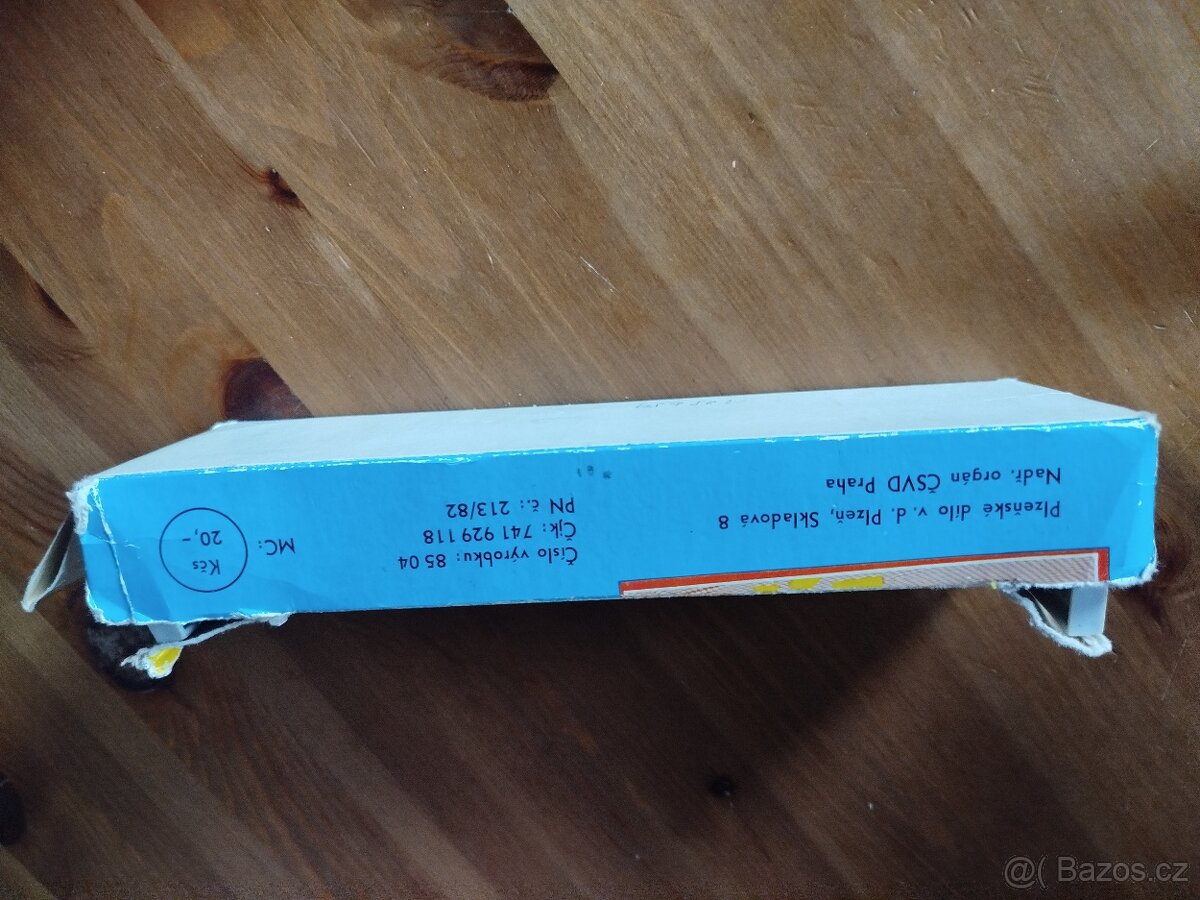 Plzeňské dílo v. d. Plzeň, Skladová 8
Nadř. orgán ČSVD Praha
Číslo výrobku: 85 04
Čjk: 741 929 118
PN č.: 213/82
MC:
Kčs
20,–
@( Bazos.cz